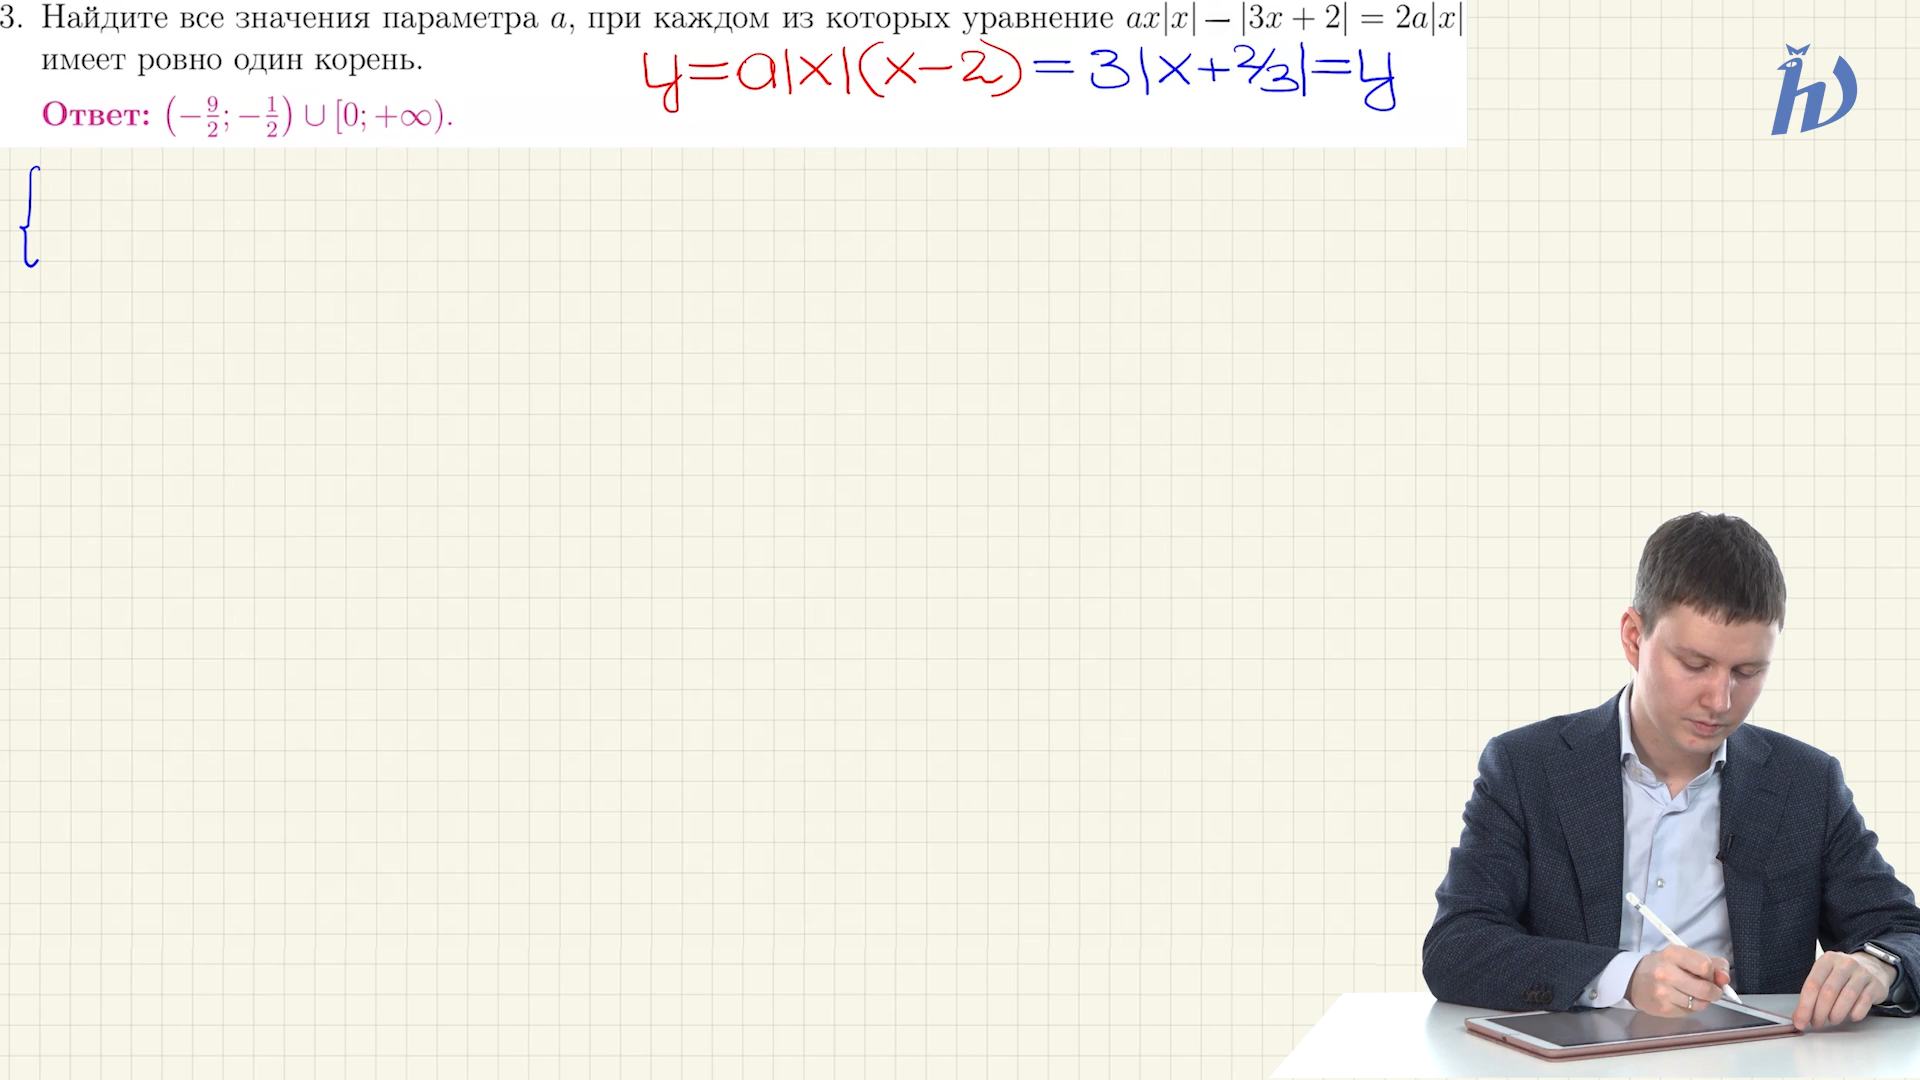 3. Найдите все значения параметра a, при каждом из которых уравнение ax|x| − |3x + 2| = 2a|x|
имеет ровно один корень.
y=a|x|(x−2)=3|x+2/3|=y
Ответ: (−9/2; −1/2) ∪ [0; +∞).
{